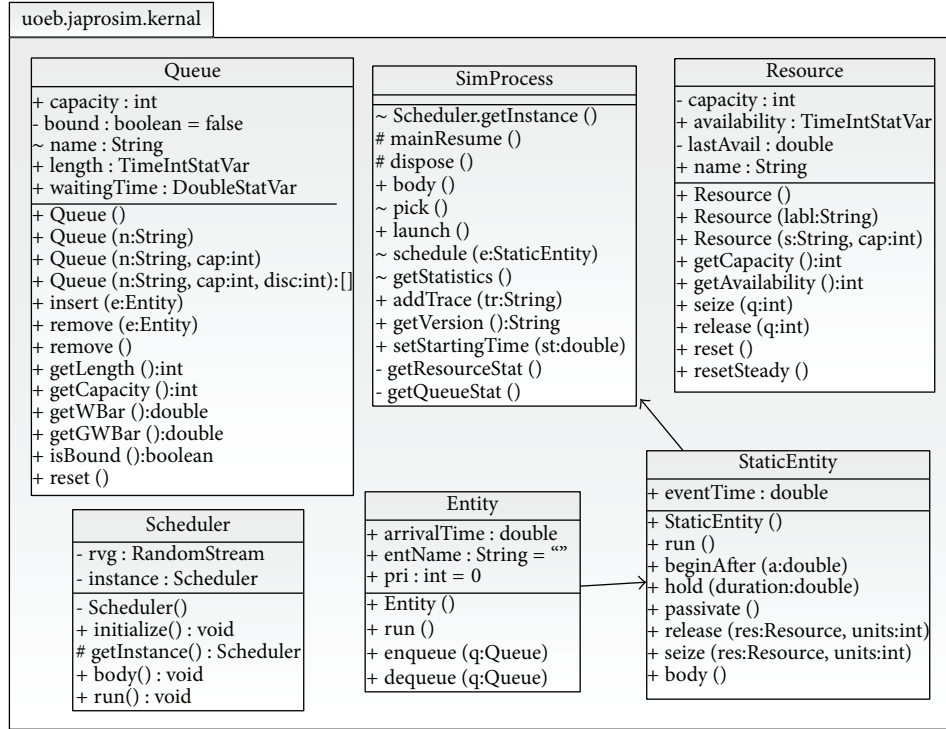 uoeb.japrosim.kernal
Queue
+ capacity : int
- bound : boolean = false
~ name : String
+ length : TimeIntStatVar
+ waitingTime : DoubleStatVar
+ Queue ()
+ Queue (n:String)
+ Queue (n:String, cap:int)
+ Queue (n:String, cap:int, disc:int):[]
+ insert (e:Entity)
+ remove (e:Entity)
+ remove ()
+ getLength ():int
+ getCapacity ():int
+ getWBar ():double
+ getGWBar ():double
+ isBound ():boolean
+ reset ()
SimProcess
~ Scheduler.getInstance ()
# mainResume ()
# dispose ()
+ body ()
~ pick ()
+ launch ()
~ schedule (e:StaticEntity)
~ getStatistics ()
+ addTrace (tr:String)
+ getVersion ():String
+ setStartingTime (st:double)
- getResourceStat ()
- getQueueStat ()
Resource
- capacity : int
+ availability : TimeIntStatVar
- lastAvail : double
+ name : String
+ Resource ()
+ Resource (labl:String)
+ Resource (s:String, cap:int)
+ getCapacity ():int
+ getAvailability ():int
+ seize (q:int)
+ release (q:int)
+ reset ()
+ resetSteady ()
Scheduler
- rvg : RandomStream
- instance : Scheduler
- Scheduler()
+ initialize() : void
# getInstance() : Scheduler
+ body() : void
+ run() : void
Entity
+ arrivalTime : double
+ entName : String = “”
+ pri : int = 0
+ Entity ()
+ run ()
+ enqueue (q:Queue)
+ dequeue (q:Queue)
StaticEntity
+ eventTime : double
+ StaticEntity ()
+ run ()
+ beginAfter (a:double)
+ hold (duration:double)
+ passivate ()
+ release (res:Resource, units:int)
+ seize (res:Resource, units:int)
+ body ()